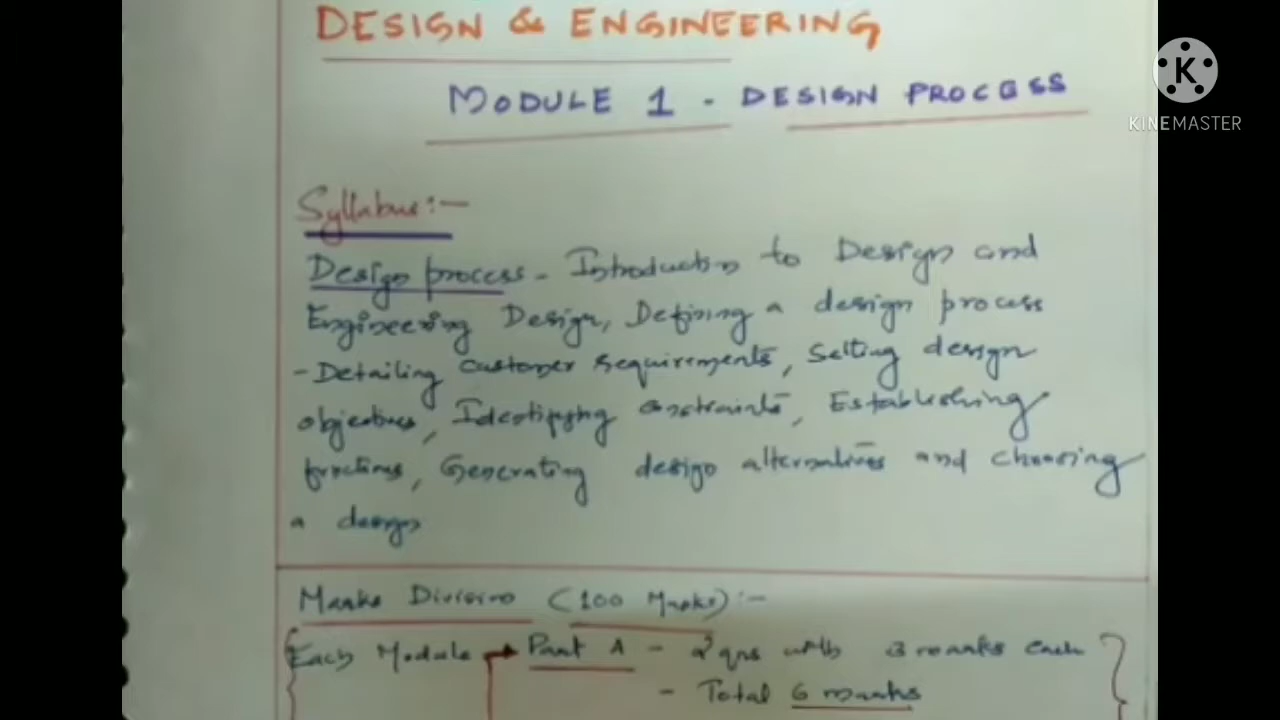 DESIGN & ENGINEERING
MODULE 1 - DESIGN PROCESS
K
KINEMASTER
Syllabus:-
Design process - Introduction to Design and
Engineering Design, Defining a design process
- Detailing customer requirements, Setting design
objectives, Identifying constraints, Establishing
functions, Generating design alternatives and choosing
a design
Marks Division (100 Marks):-
Each Module → Part A - 2 qns with 3 marks each
- Total 6 marks